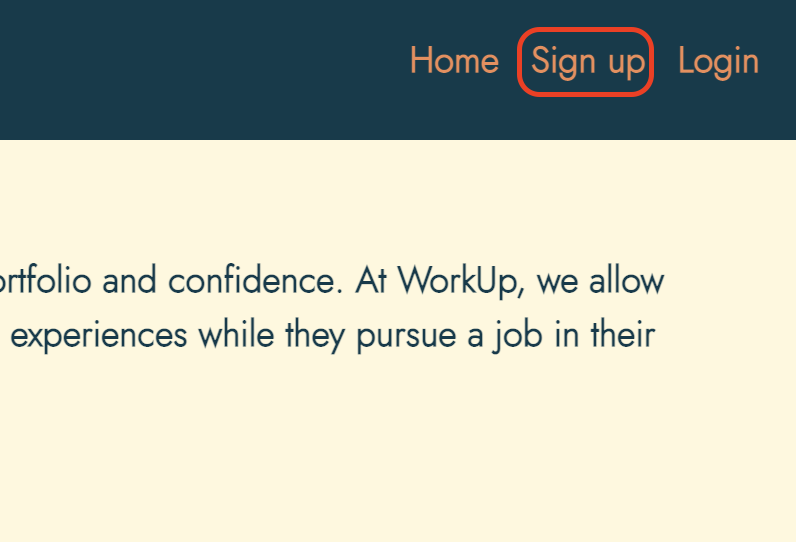 Home Sign up Login
ortfolio and confidence. At WorkUp, we allow
experiences while they pursue a job in their